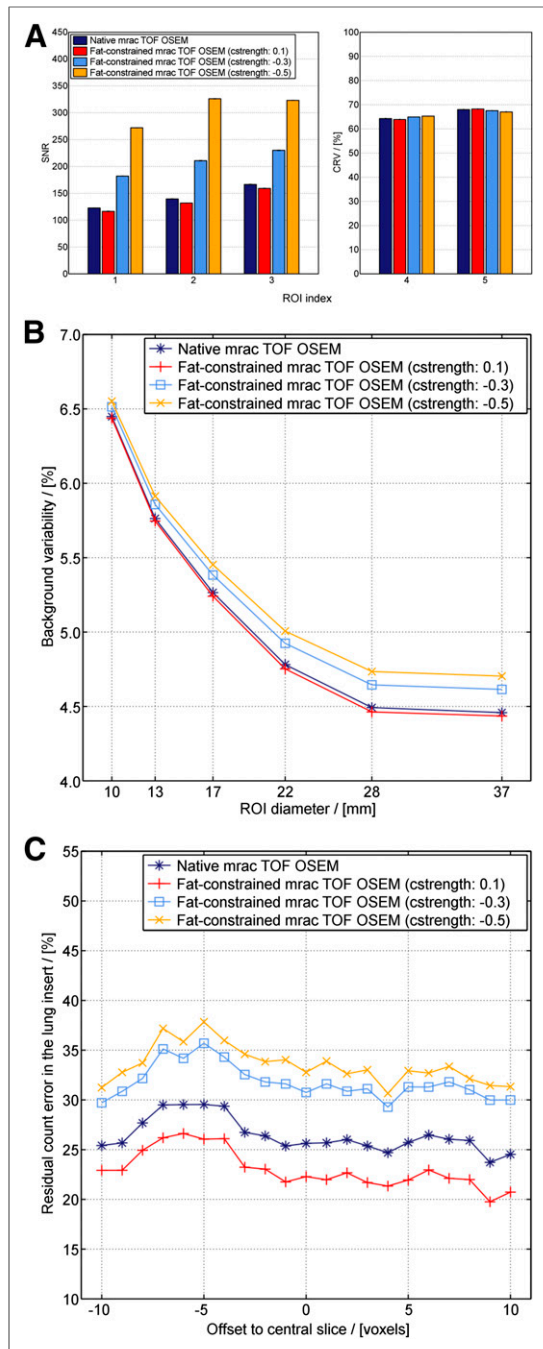 A
Native mrac TOF OSEM
Fat-constrained mrac TOF OSEM (cstrength: 0.1)
Fat-constrained mrac TOF OSEM (cstrength: -0.3)
Fat-constrained mrac TOF OSEM (cstrength: -0.5)
450
400
350
300
250
200
150
100
50
0
SNR
1
2
3
100
90
80
70
60
50
40
30
20
10
0
CRV / [%]
4
5
ROI index
B
7.0
6.5
6.0
5.5
5.0
4.5
4.0
Background variability / [%]
Native mrac TOF OSEM
Fat-constrained mrac TOF OSEM (cstrength: 0.1)
Fat-constrained mrac TOF OSEM (cstrength: -0.3)
Fat-constrained mrac TOF OSEM (cstrength: -0.5)
10
13
17
22
28
37
ROI diameter / [mm]
C
55
50
45
40
35
30
25
20
15
10
Residual count error in the lung insert / [%]
Native mrac TOF OSEM
Fat-constrained mrac TOF OSEM (cstrength: 0.1)
Fat-constrained mrac TOF OSEM (cstrength: -0.3)
Fat-constrained mrac TOF OSEM (cstrength: -0.5)
-10
-5
0
5
10
Offset to central slice / [voxels]